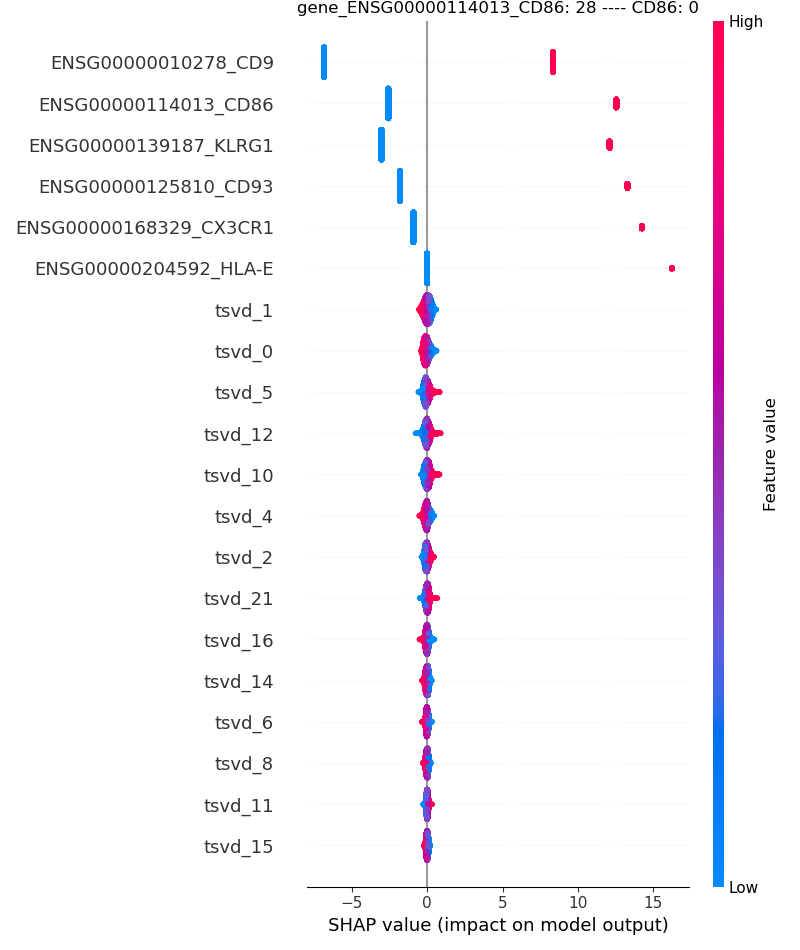 gene_ENSG00000114013_CD86: 28 ---- CD86: 0
High
ENSG00000010278_CD9
ENSG00000114013_CD86
ENSG00000139187_KLRG1
ENSG00000125810_CD93
ENSG00000168329_CX3CR1
ENSG00000204592_HLA-E
tsvd_1
tsvd_0
tsvd_5
tsvd_12
tsvd_10
tsvd_4
tsvd_2
tsvd_21
tsvd_16
tsvd_14
tsvd_6
tsvd_8
tsvd_11
tsvd_15
Feature value
Low
−5 0 5 10 15
SHAP value (impact on model output)